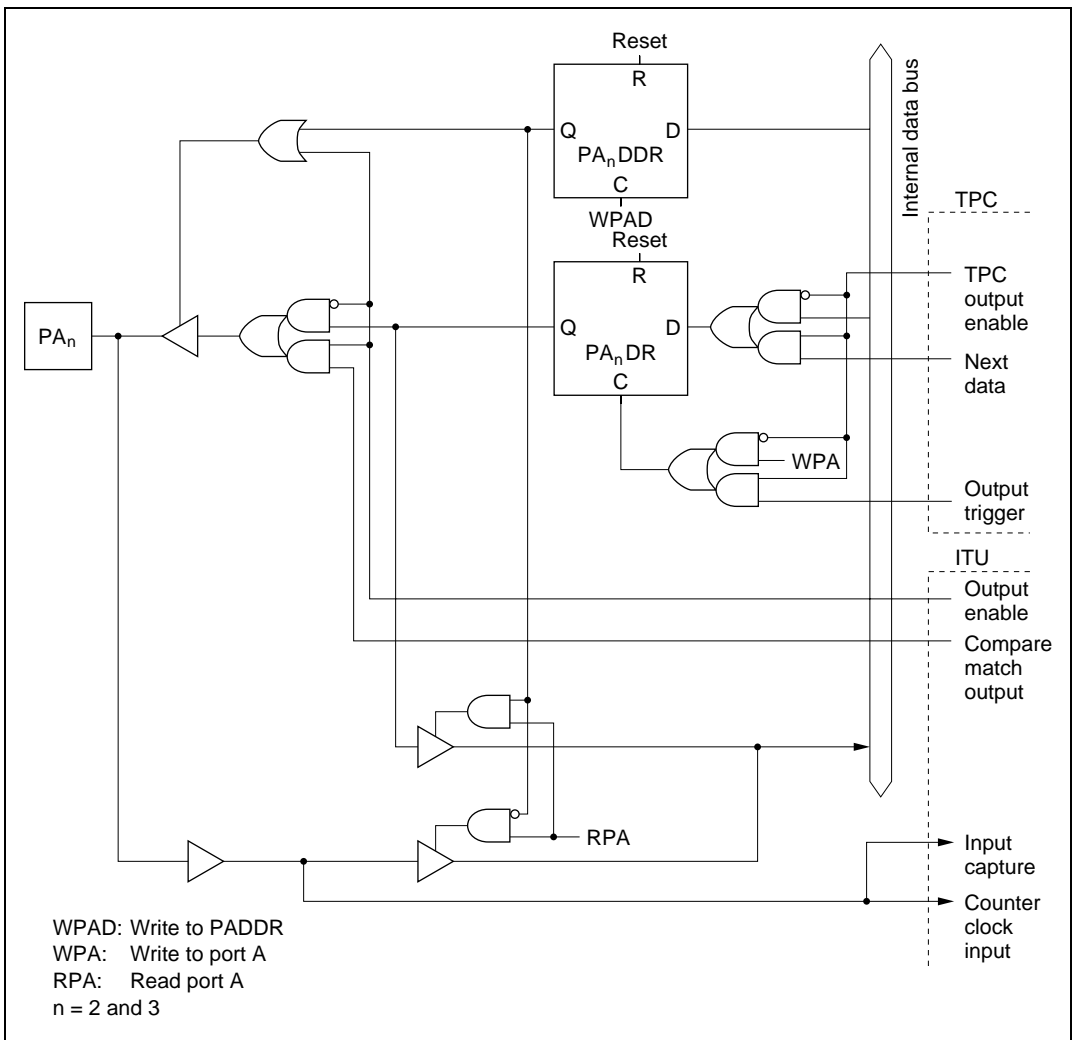 Reset
R
Q
D
PAnDDR
C
WPAD
Internal data bus
TPC
Reset
R
TPC
output
enable
PAn
Q
D
PAnDR
C
Next
data
WPA
Output
trigger
ITU
Output
enable
Compare
match
output
RPA
Input
capture
Counter
clock
input
WPAD: Write to PADDR
WPA: Write to port A
RPA: Read port A
n = 2 and 3